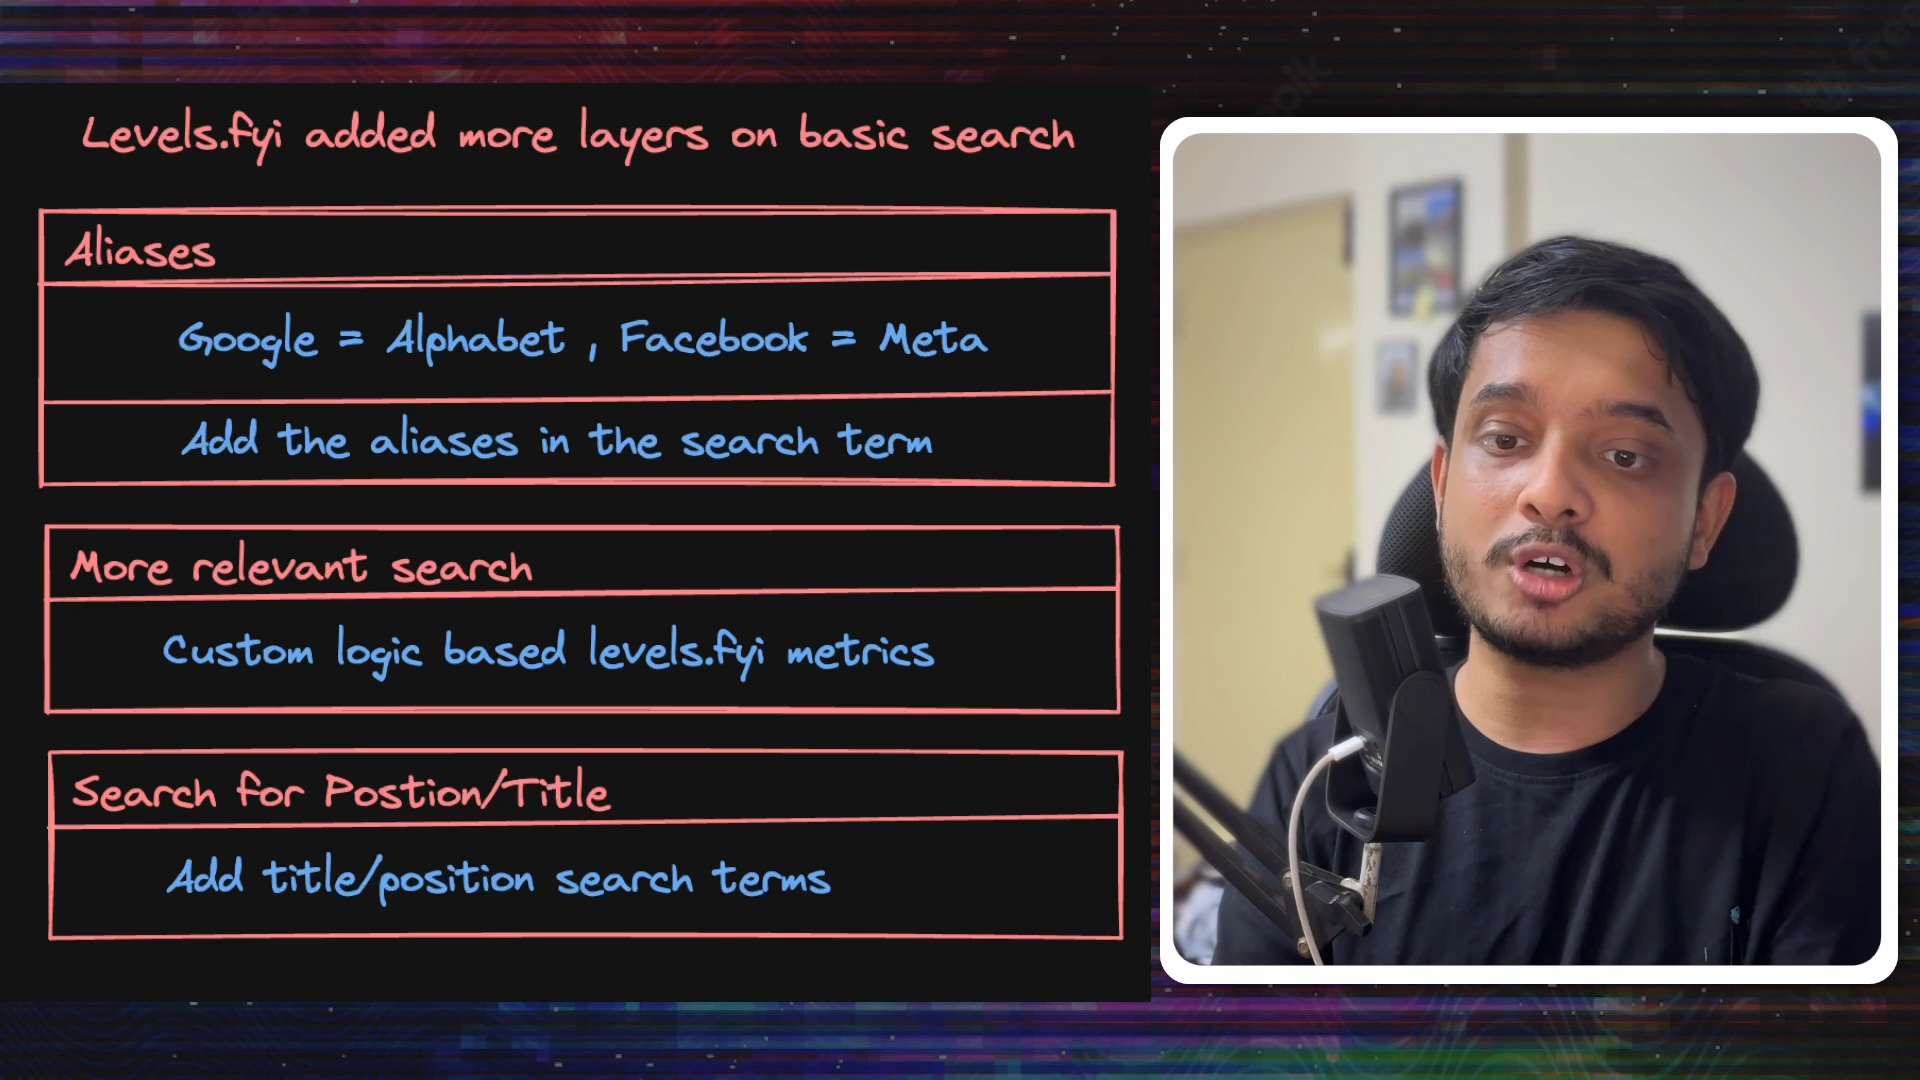 Levels.fyi added more layers on basic search
Aliases
Google = Alphabet , Facebook = Meta
Add the aliases in the search term
More relevant search
Custom logic based levels.fyi metrics
Search for Postion/Title
Add title/position search terms